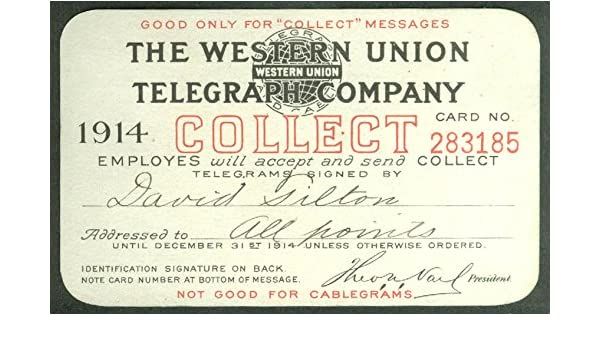 GOOD ONLY FOR "COLLECT" MESSAGES
THE WESTERN UNION
WESTERN UNION
TELEGRAPH COMPANY
1914 COLLECT CARD NO. 283185
EMPLOYES will accept and send COLLECT
TELEGRAMS SIGNED BY
David Silton
Addressed to All points
UNTIL DECEMBER 31ST 1914 UNLESS OTHERWISE ORDERED.
IDENTIFICATION SIGNATURE ON BACK.
NOTE CARD NUMBER AT BOTTOM OF MESSAGE.
Theo. N. Vail President
NOT GOOD FOR CABLEGRAMS